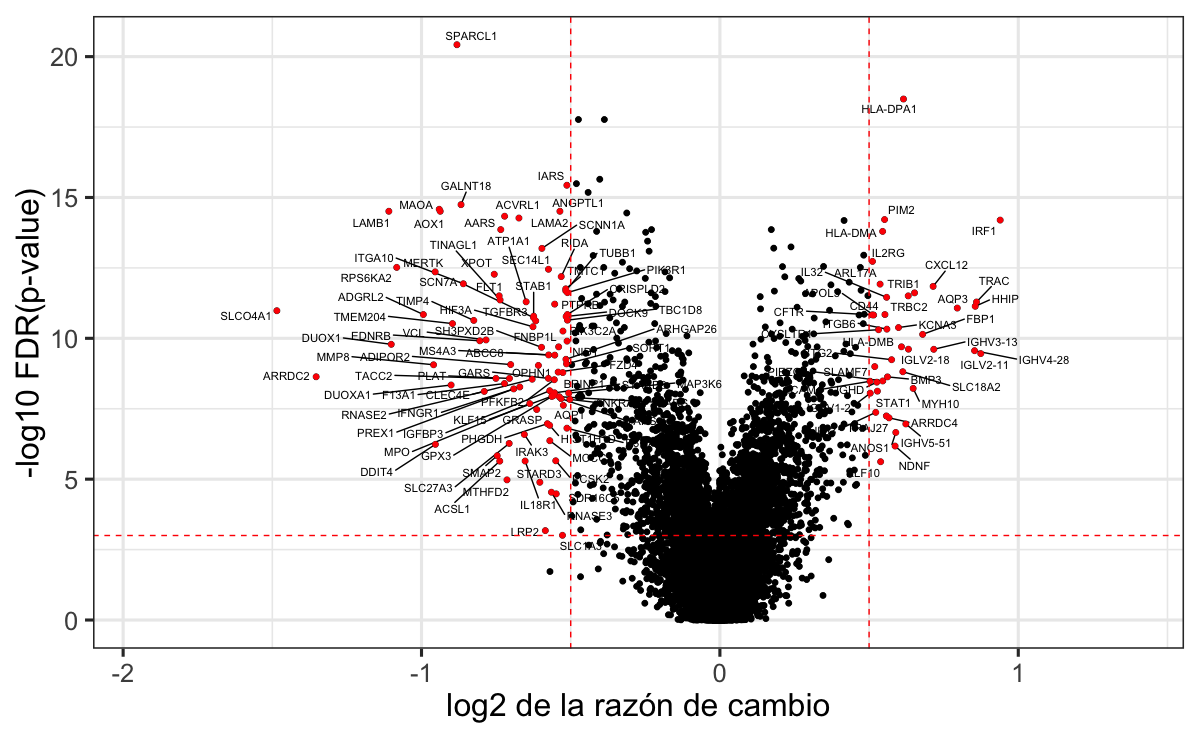 SPARCL1
20
HLA-DPA1
IARS
GALNT18
15
MAOA
ACVRL1
ANGPTL1
PIM2
LAMB1
AOX1
AARS
LAMA2
SCNN1A
HLA-DMA
IRF1
TINAGL1
ATP1A1
RIDA
ITGA10
MERTK
XPOT
SEC14L1
TUBB1
IL2RG
CXCL12
RPS6KA2
SCN7A
FLT1
STAB1
TMTC1
PIK3R1
IL32
ARL17A
TRIB1
TRAC
ADGRL2
TIMP4
HIF3A
TGFBR3
CRISPLD2
TRBC2
AQP3
HHIP
SLCO4A1
TMEM204
SH3PXD2B
DOCK9
TBC1D8
CFTR
CD44
KCNA3
FBP1
DUOX1
EDNRB
VCL
FNBP1L
ARHGAP26
HLA-DMB
IGHV3-13
MMP8
ADIPOR2
MS4A3
ABCC8
SORT1
IGLV2-18
IGLV2-11
IGHV4-28
ARRDC2
TACC2
PLAT
GARS
OPHN1
FZD4
SLAMF7
BMP3
SLC18A2
DUOXA1
F13A1
CLEC4E
MAP3K6
IGHD
MYH10
RNASE2
IFNGR1
PFKFB2
STAT1
PREX1
IGFBP3
KLF15
GRASP
ARRDC4
MPO
PHGDH
IGHV5-51
DDIT4
GPX3
IRAK3
ANOS1
NDNF
SLC27A3
SMAP2
STARD3
ACSL1
MTHFD2
IL18R1
5
LRP2
SLC1A3
RNASE3
10
0
-2
-1
0
1
-log10 FDR(p-value)
log2 de la razón de cambio